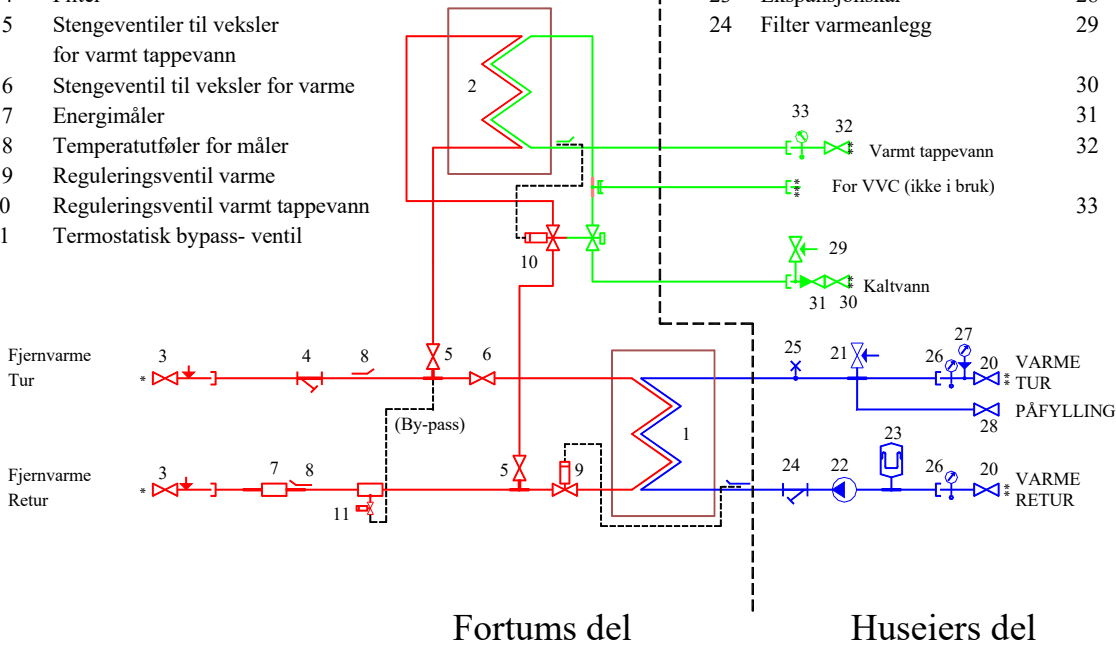 4 Filter
5 Stengeventiler til veksler
for varmt tappevann
6 Stengeventil til veksler for varme
7 Energimåler
8 Temperatutføler for måler
9 Reguleringsventil varme
0 Reguleringsventil varmt tappevann
1 Termostatisk bypass- ventil
24 Filter varmeanlegg
29
30
31
32
33
2
33
32
Varmt tappevann
For VVC (ikke i bruk)
10
29
31
30
Kaltvann
Fjernvarme
Tur
*
3
4
8
5
6
(By-pass)
25
21
26
27
20
VARME
TUR
PÅFYLLING
28
1
Fjernvarme
Retur
*
3
7
8
11
5
9
24
22
23
26
20
VARME
RETUR
Fortums del
Huseiers del